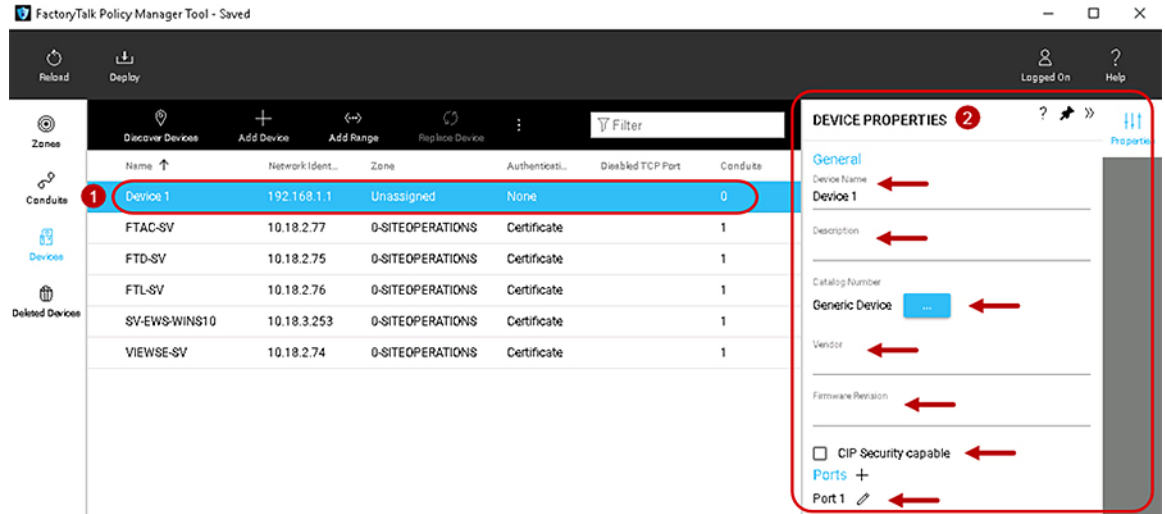 FactoryTalk Policy Manager Tool - Saved
Reload
Deploy
Logged On
Help
Zones
Conduits
Devices
Deleted Devices
Discover Devices
Add Device
Add Range
Replace Device
Filter
Name Network Ident... Zone Authenticati... Disabled TCP Port Conduits
1
Device 1 192.168.1.1 Unassigned None 0
FTAC-SV 10.18.2.77 0-SITEOPERATIONS Certificate 1
FTD-SV 10.18.2.75 0-SITEOPERATIONS Certificate 1
FTL-SV 10.18.2.76 0-SITEOPERATIONS Certificate 1
SV-EWS-WINS10 10.18.3.253 0-SITEOPERATIONS Certificate 1
VIEWSE-SV 10.18.2.74 0-SITEOPERATIONS Certificate 1
DEVICE PROPERTIES 2
?
Properties
General
Device Name
Device 1
Description
Catalog Number
Generic Device ...
Vendor
Firmware Revision
CIP Security capable
Ports +
Port 1